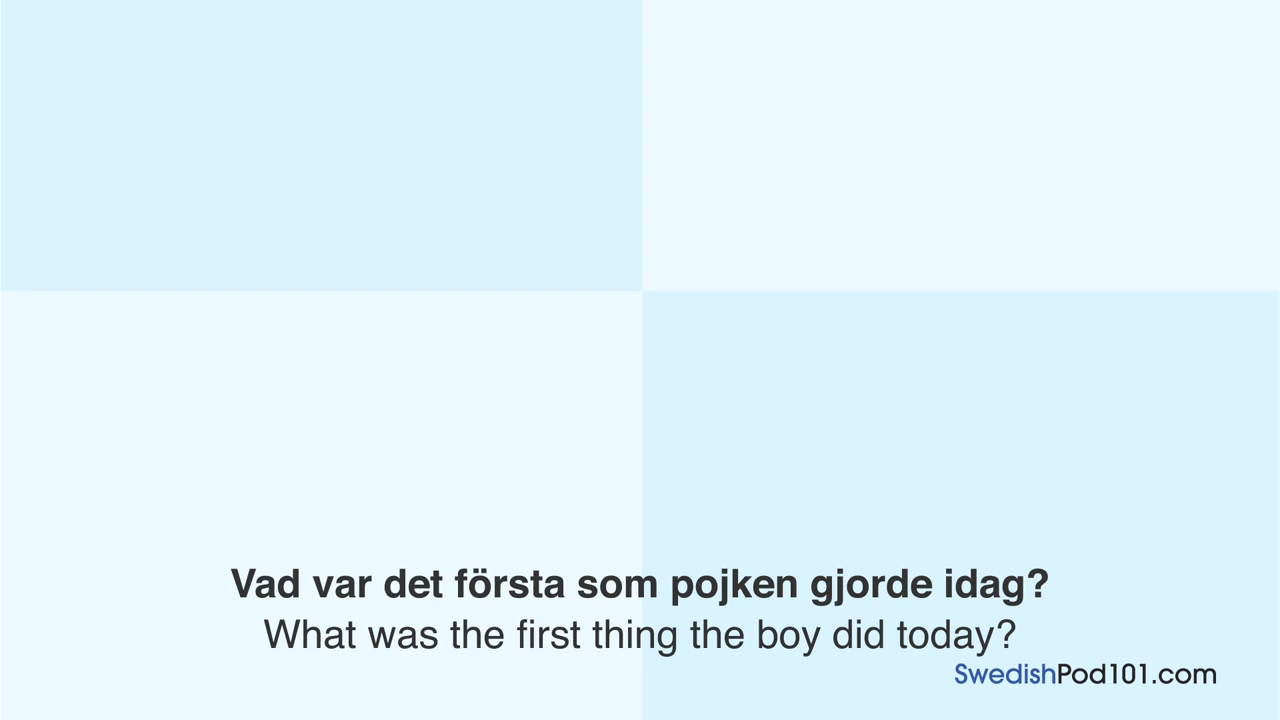 Vad var det första som pojken gjorde idag?
What was the first thing the boy did today?
SwedishPod101.com